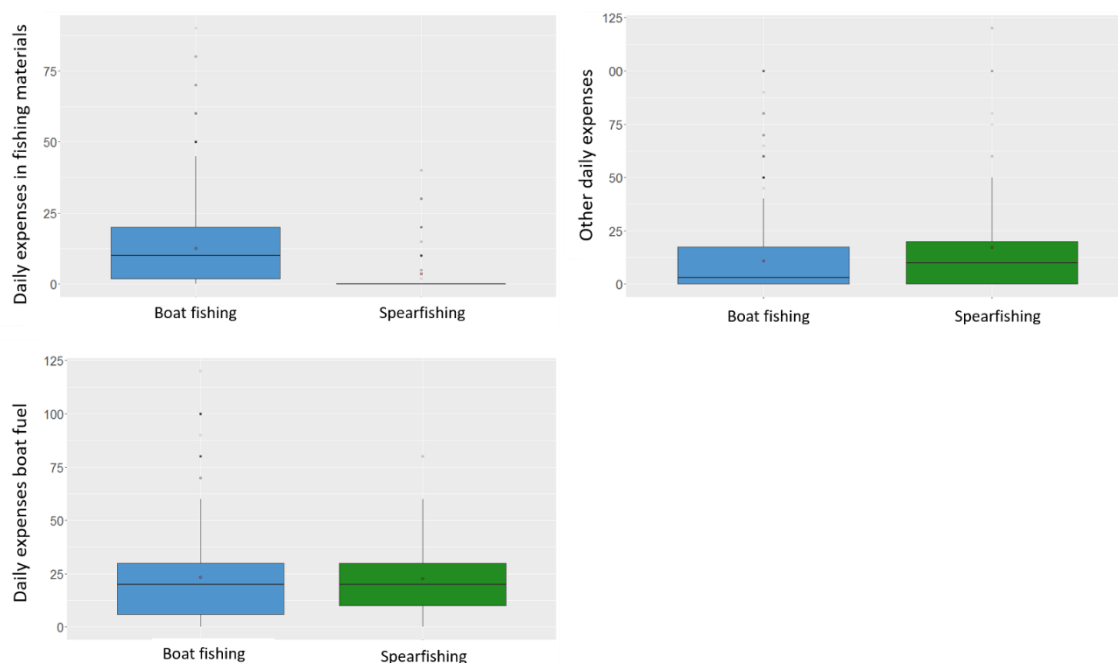 Daily expenses in fishing materials
75
50
25
0
Boat fishing
Spearfishing
Other daily expenses
125
00
75
50
25
0
Boat fishing
Spearfishing
Daily expenses boat fuel
125
100
75
50
25
0
Boat fishing
Spearfishing